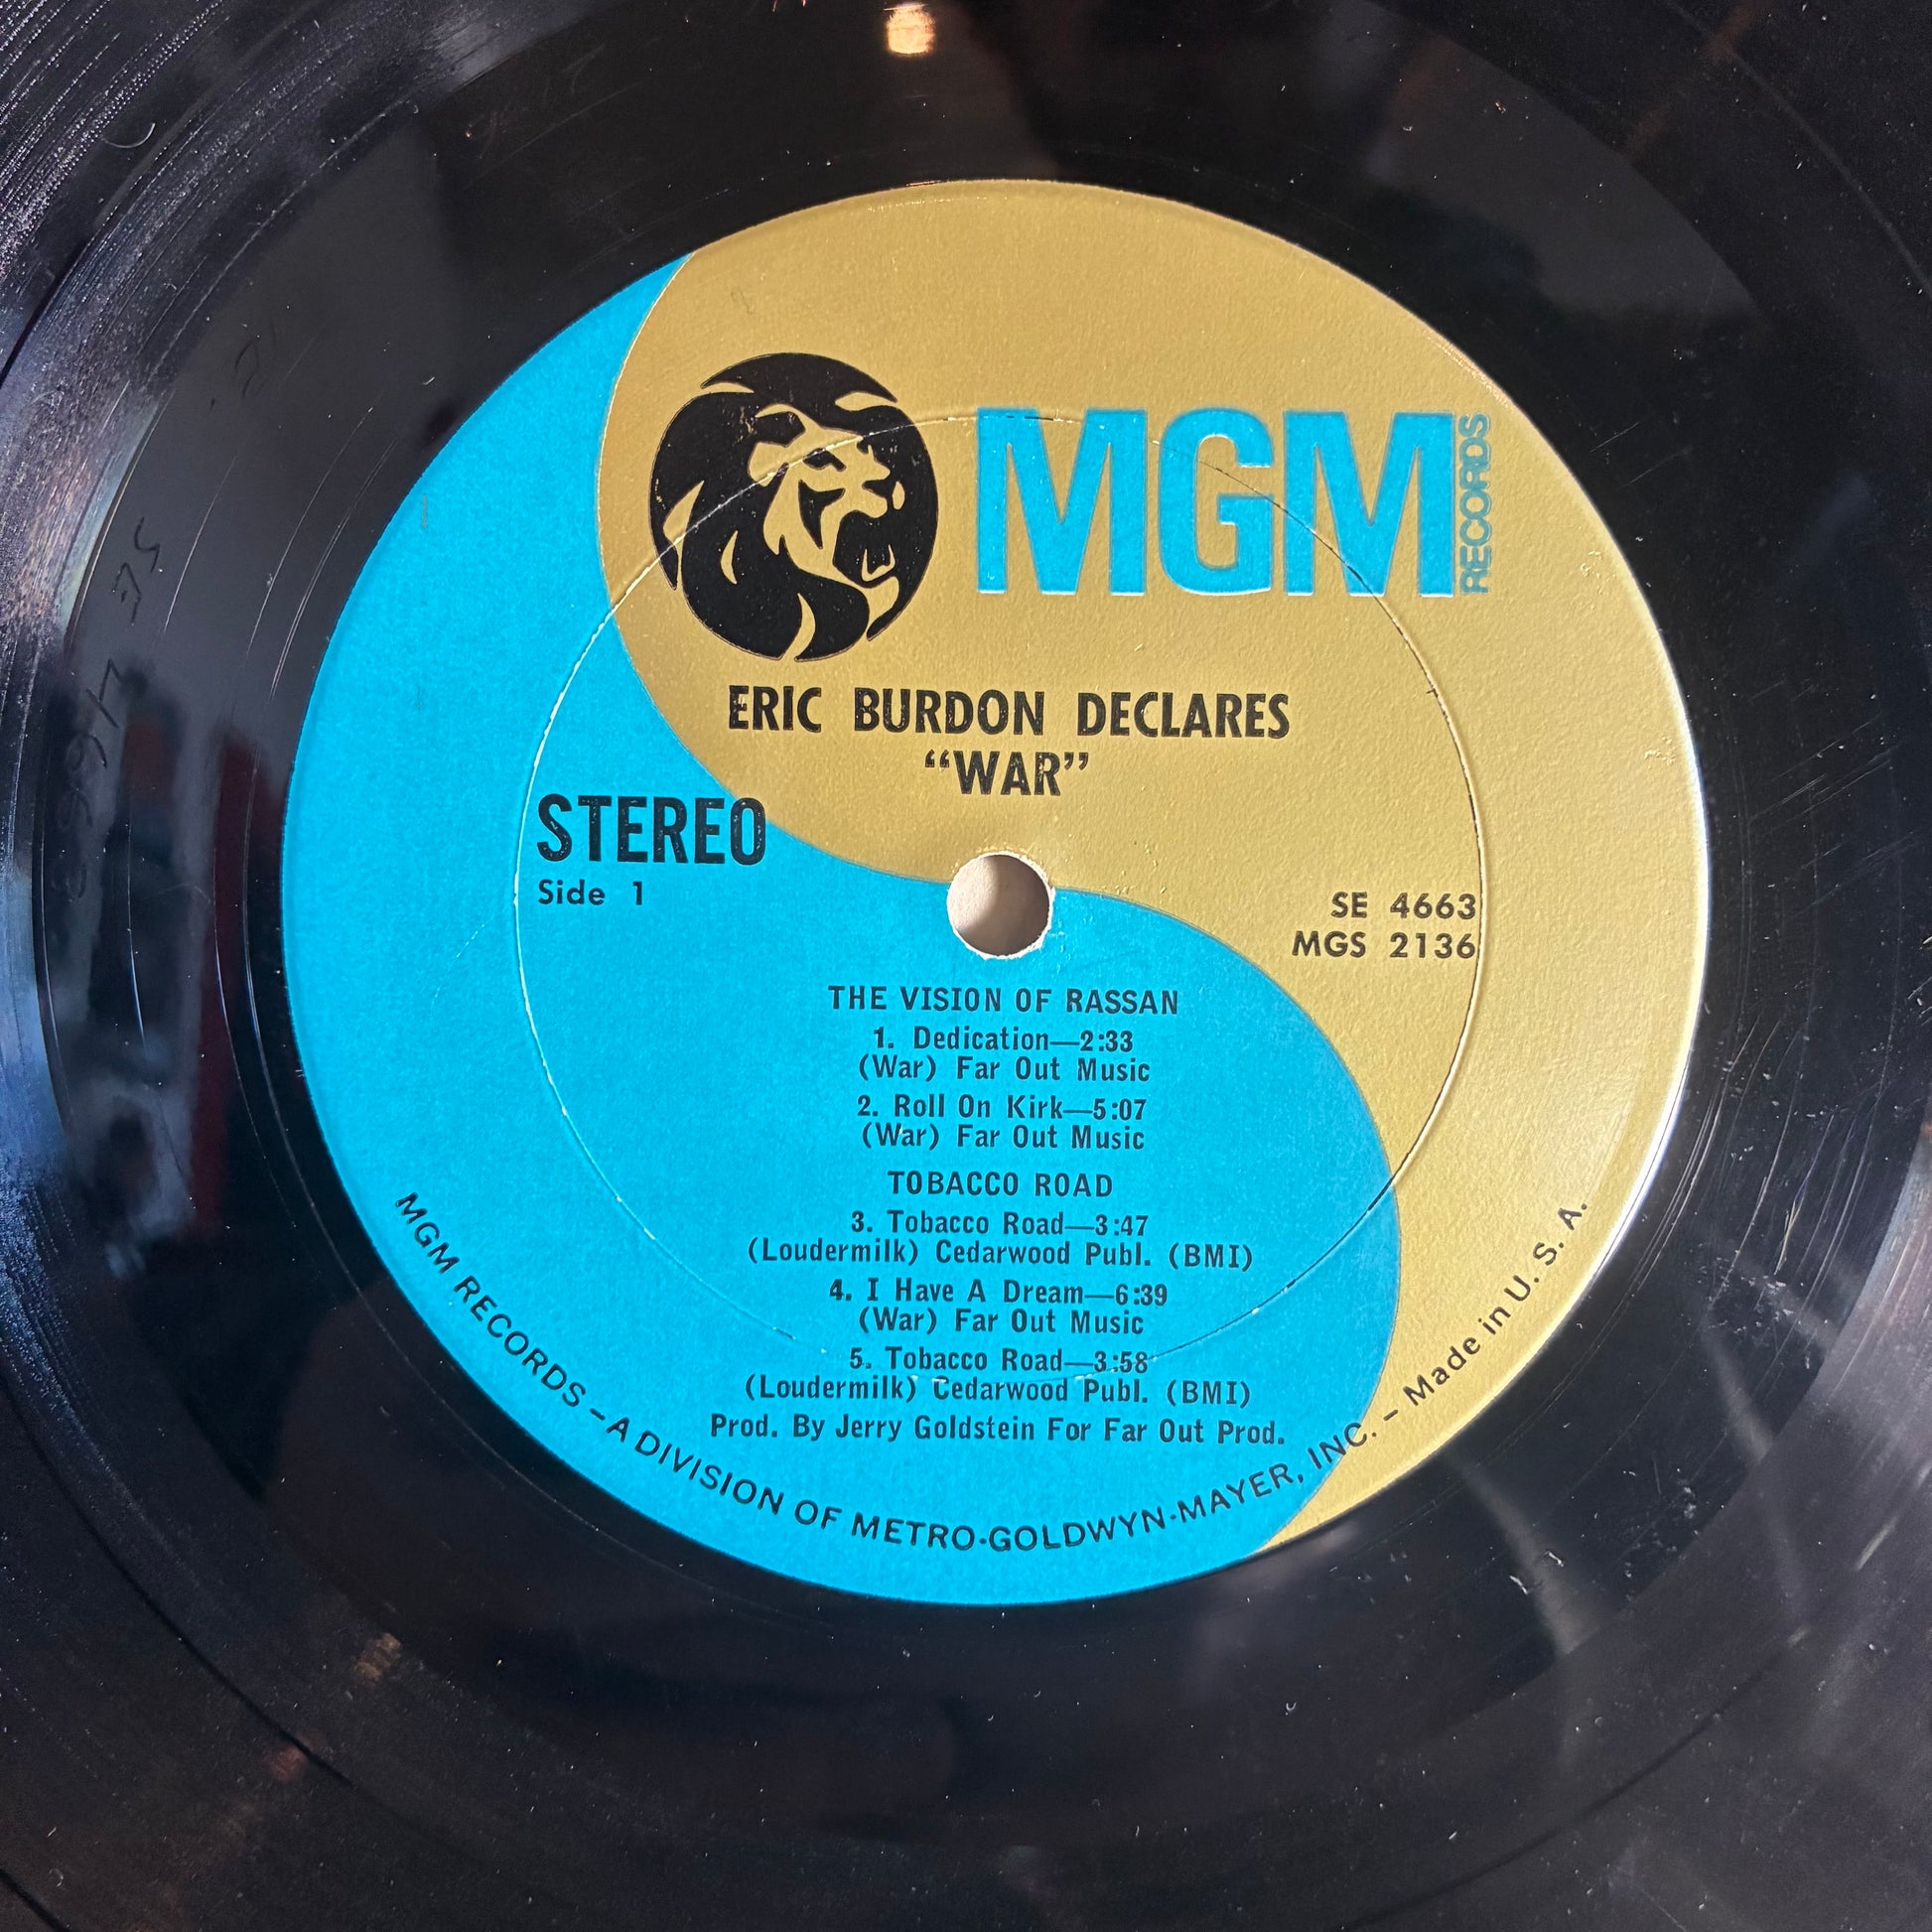 MGM
RECORDS
ERIC BURDON DECLARES
“WAR”
STEREO
Side 1
SE 4663
MGS 2136
THE VISION OF RASSAN
1. Dedication—2:33
(War) Far Out Music
2. Roll On Kirk—5:07
(War) Far Out Music
TOBACCO ROAD
3. Tobacco Road—3:47
(Loudermilk) Cedarwood Publ. (BMI)
4. I Have A Dream—6:39
(War) Far Out Music
5. Tobacco Road—3:58
(Loudermilk) Cedarwood Publ. (BMI)
Prod. By Jerry Goldstein For Far Out Prod.
MGM RECORDS – A DIVISION OF METRO-GOLDWYN-MAYER, INC. – Made in U. S. A.